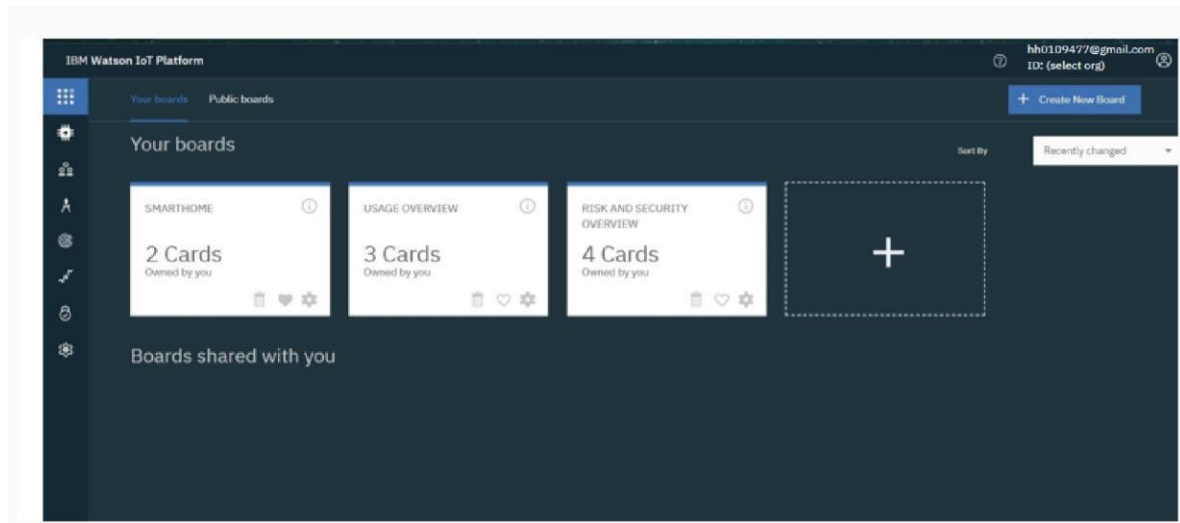 IBM Watson IoT Platform
hh0109477@gmail.com
ID: (select org)
Your boards
Public boards
+ Create New Board
Your boards
Sort By
Recently changed
SMARTHOME
2 Cards
Owned by you
USAGE OVERVIEW
3 Cards
Owned by you
RISK AND SECURITY
OVERVIEW
4 Cards
Owned by you
Boards shared with you